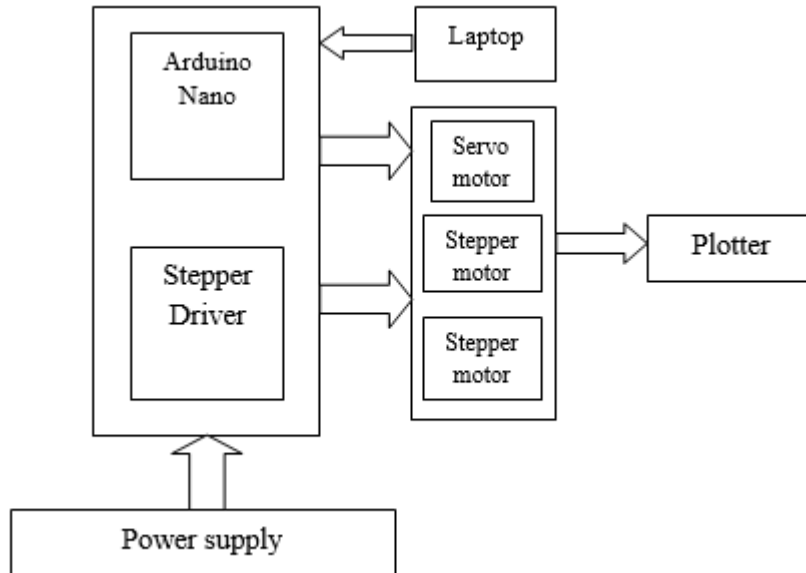 Arduino
Nano
Laptop
Servo
motor
Stepper
motor
Stepper
motor
Stepper
Driver
Plotter
Power supply